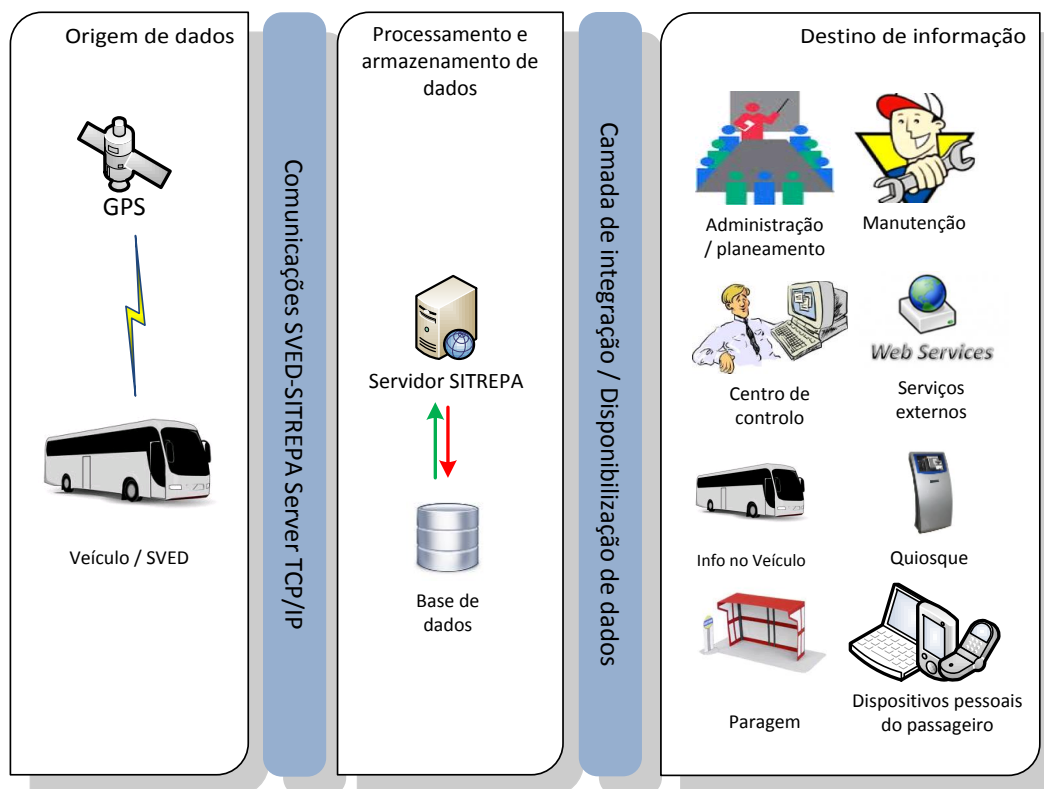 Origem de dados
GPS
Veículo / SVED
Comunicações SVED-SITREPA Server TCP/IP
Processamento e
armazenamento de
dados
Servidor SITREPA
Base de
dados
Camada de integração / Disponibilização de dados
Destino de informação
Administração
/ planeamento
Manutenção
Centro de
controlo
Web Services
Serviços
externos
Info no Veículo
Quiosque
Paragem
Dispositivos pessoais
do passageiro